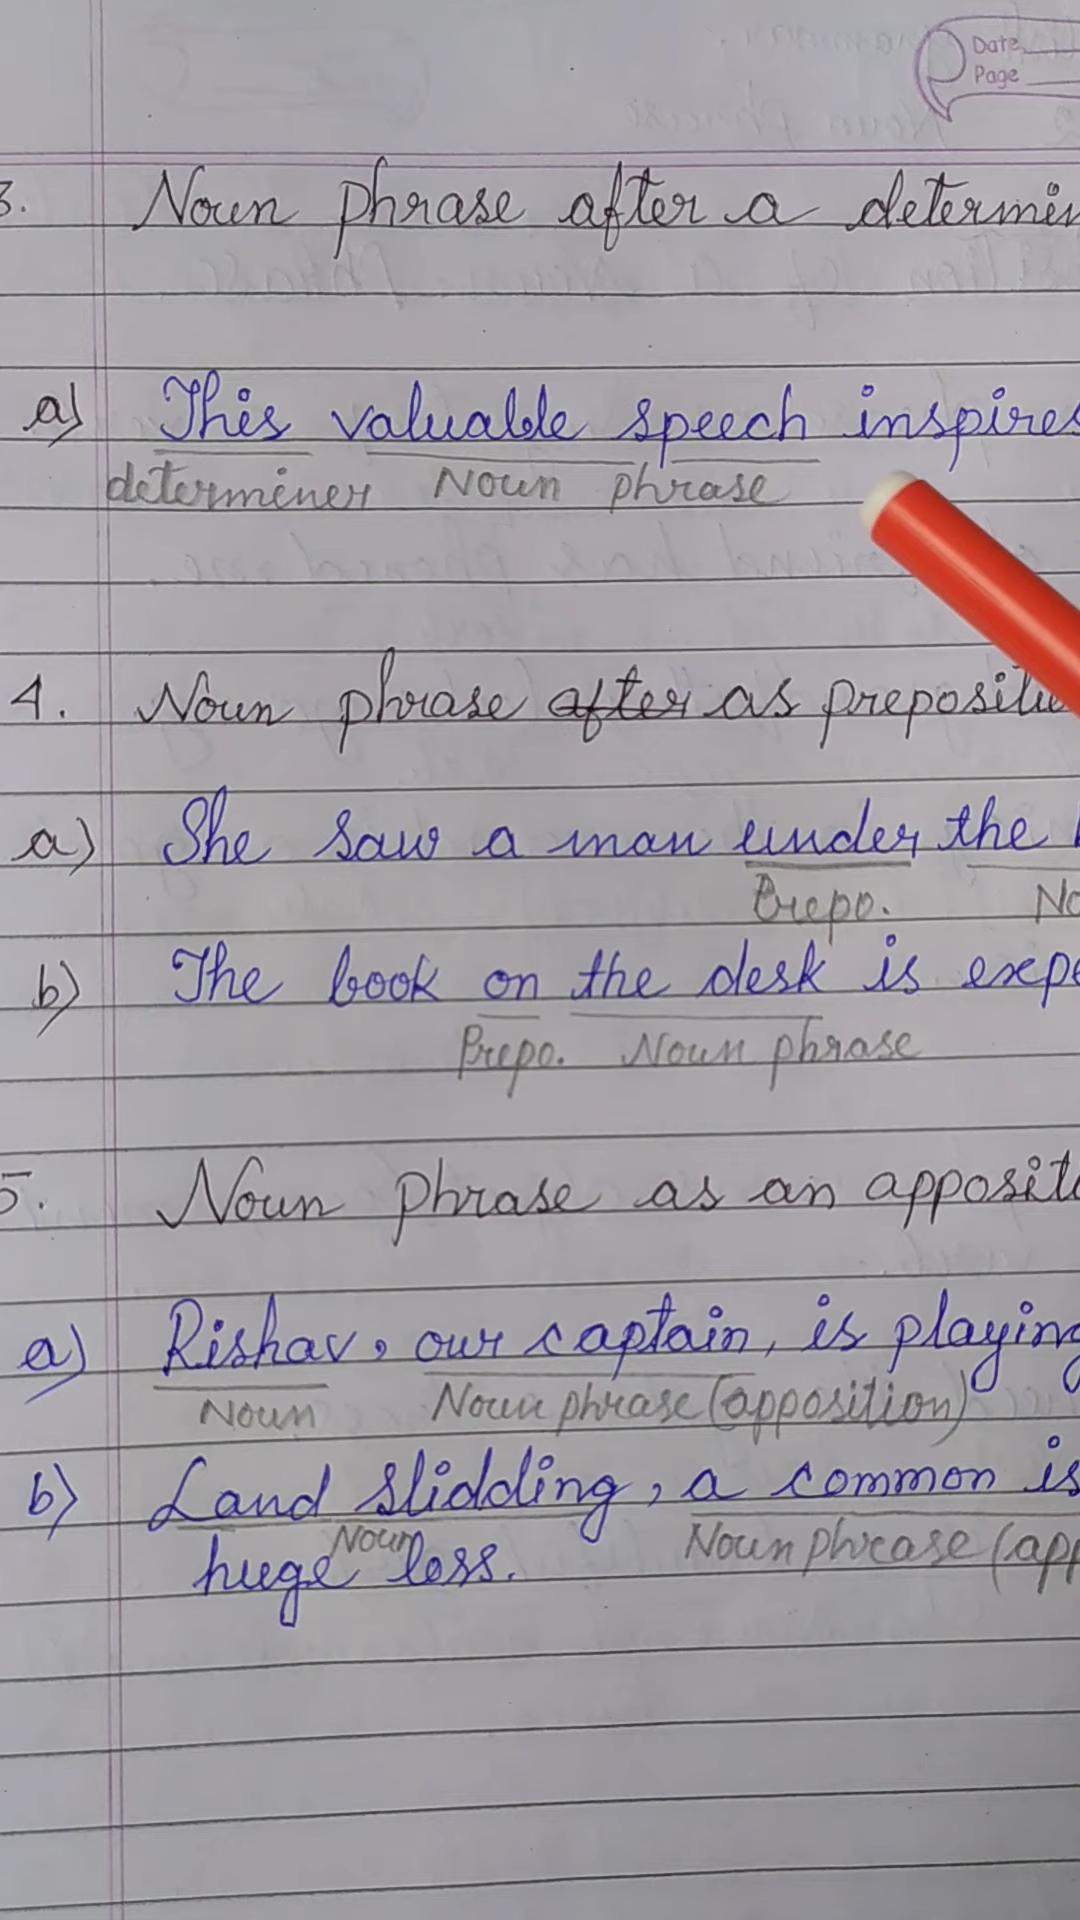 Date
Page
3. Noun phrase after a determin
a) This valuable speech inspires
determiner Noun phrase
4. Noun phrase after as preposit
a) She saw a man under the
Prepo. No
b) The book on the desk is expe
Prepo. Noun phrase
5. Noun phrase as an apposit
a) Rishav, our captain, is playing
Noun Noun phrase (apposition)
b) Land slidding, a common is
Noun Noun phrase (app
huge loss.